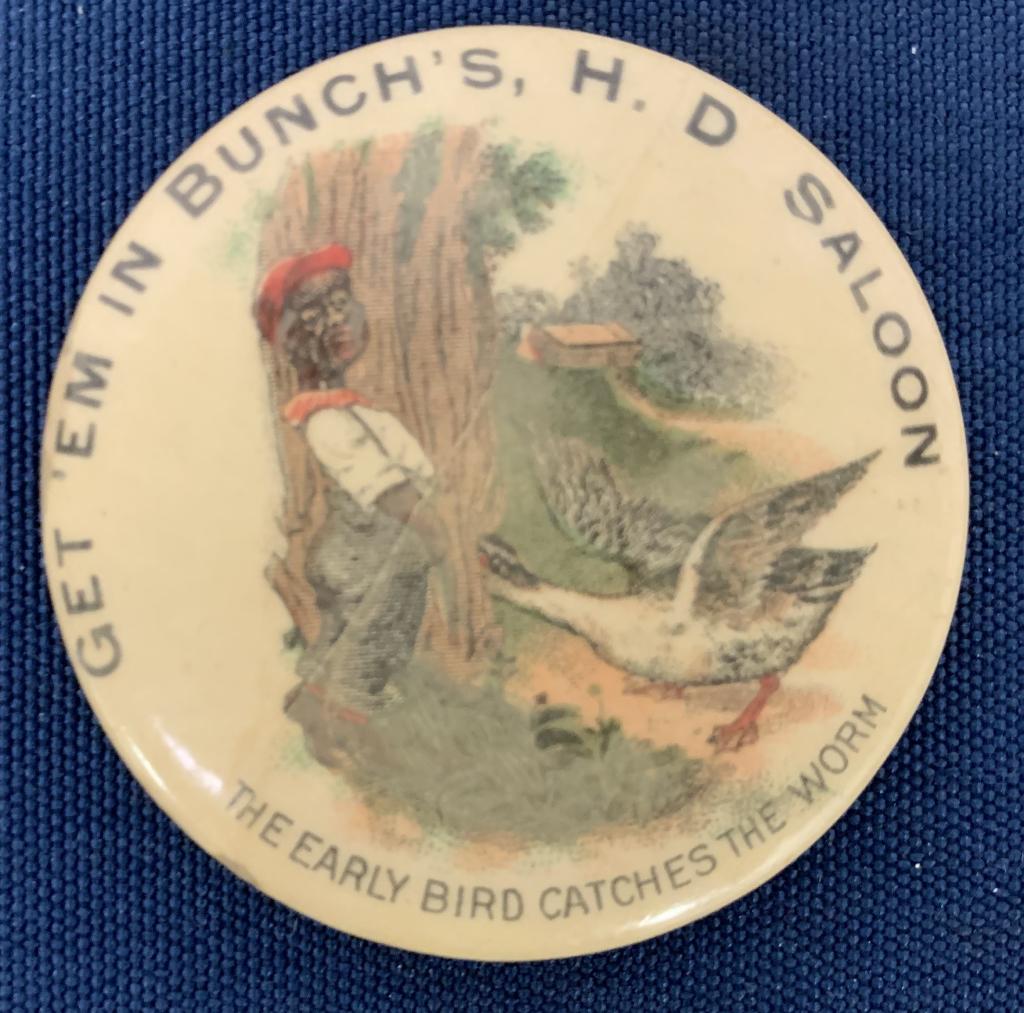 GET 'EM IN BUNCH'S, H. D SALOON
THE EARLY BIRD CATCHES THE WORM